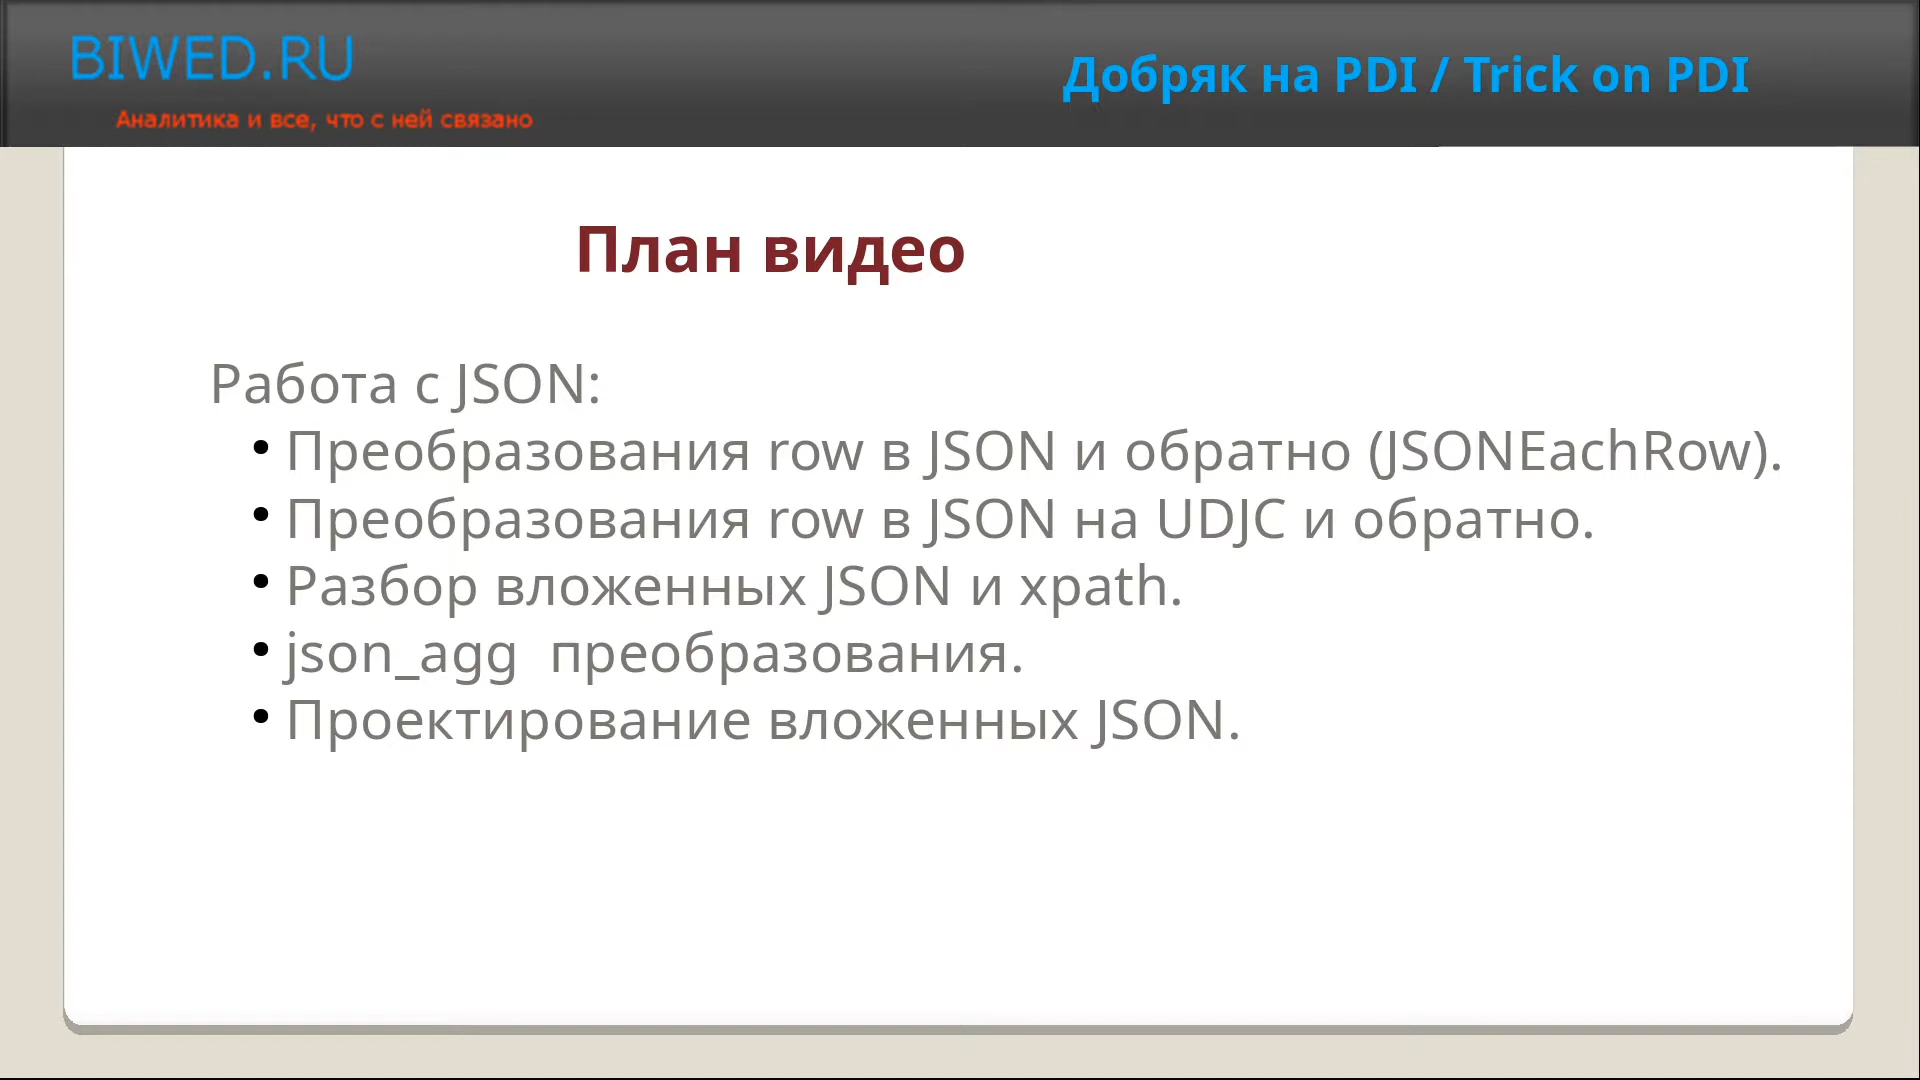 BIWED.RU
Аналитика и все, что с ней связано
Добряк на PDI / Trick on PDI
План видео
Работа с JSON:
• Преобразования row в JSON и обратно (JSONEachRow).
• Преобразования row в JSON на UDJC и обратно.
• Разбор вложенных JSON и xpath.
• json_agg  преобразования.
• Проектирование вложенных JSON.